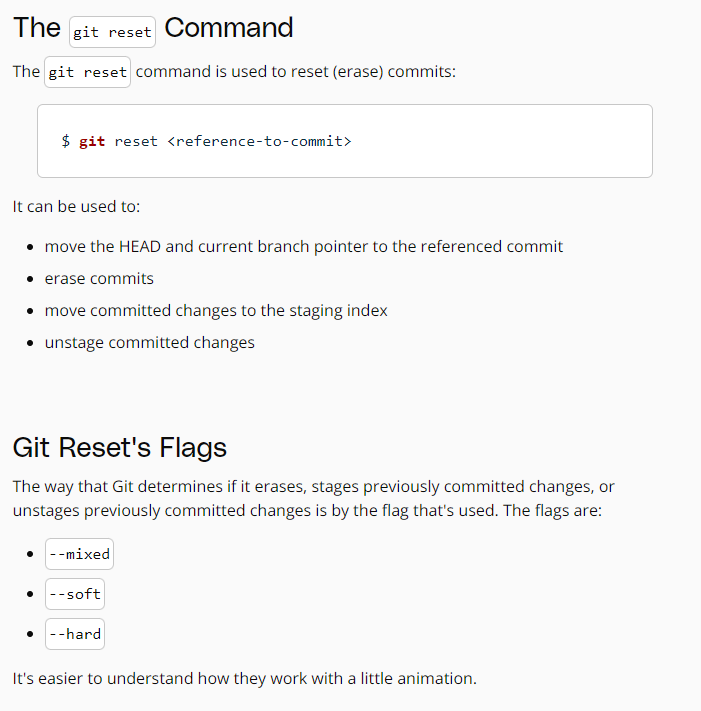 The git reset Command
The git reset command is used to reset (erase) commits:
$ git reset <reference-to-commit>
It can be used to:
• move the HEAD and current branch pointer to the referenced commit
• erase commits
• move committed changes to the staging index
• unstage committed changes
Git Reset's Flags
The way that Git determines if it erases, stages previously committed changes, or
unstages previously committed changes is by the flag that's used. The flags are:
• --mixed
• --soft
• --hard
It's easier to understand how they work with a little animation.